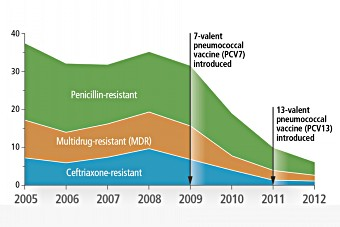 7-valent
pneumococcal
vaccine (PCV7)
introduced
13-valent
pneumococcal
vaccine (PCV13)
introduced
40
30
20
10
0
Penicillin-resistant
Multidrug-resistant (MDR)
Ceftriaxone-resistant
2005 2006 2007 2008 2009 2010 2011 2012